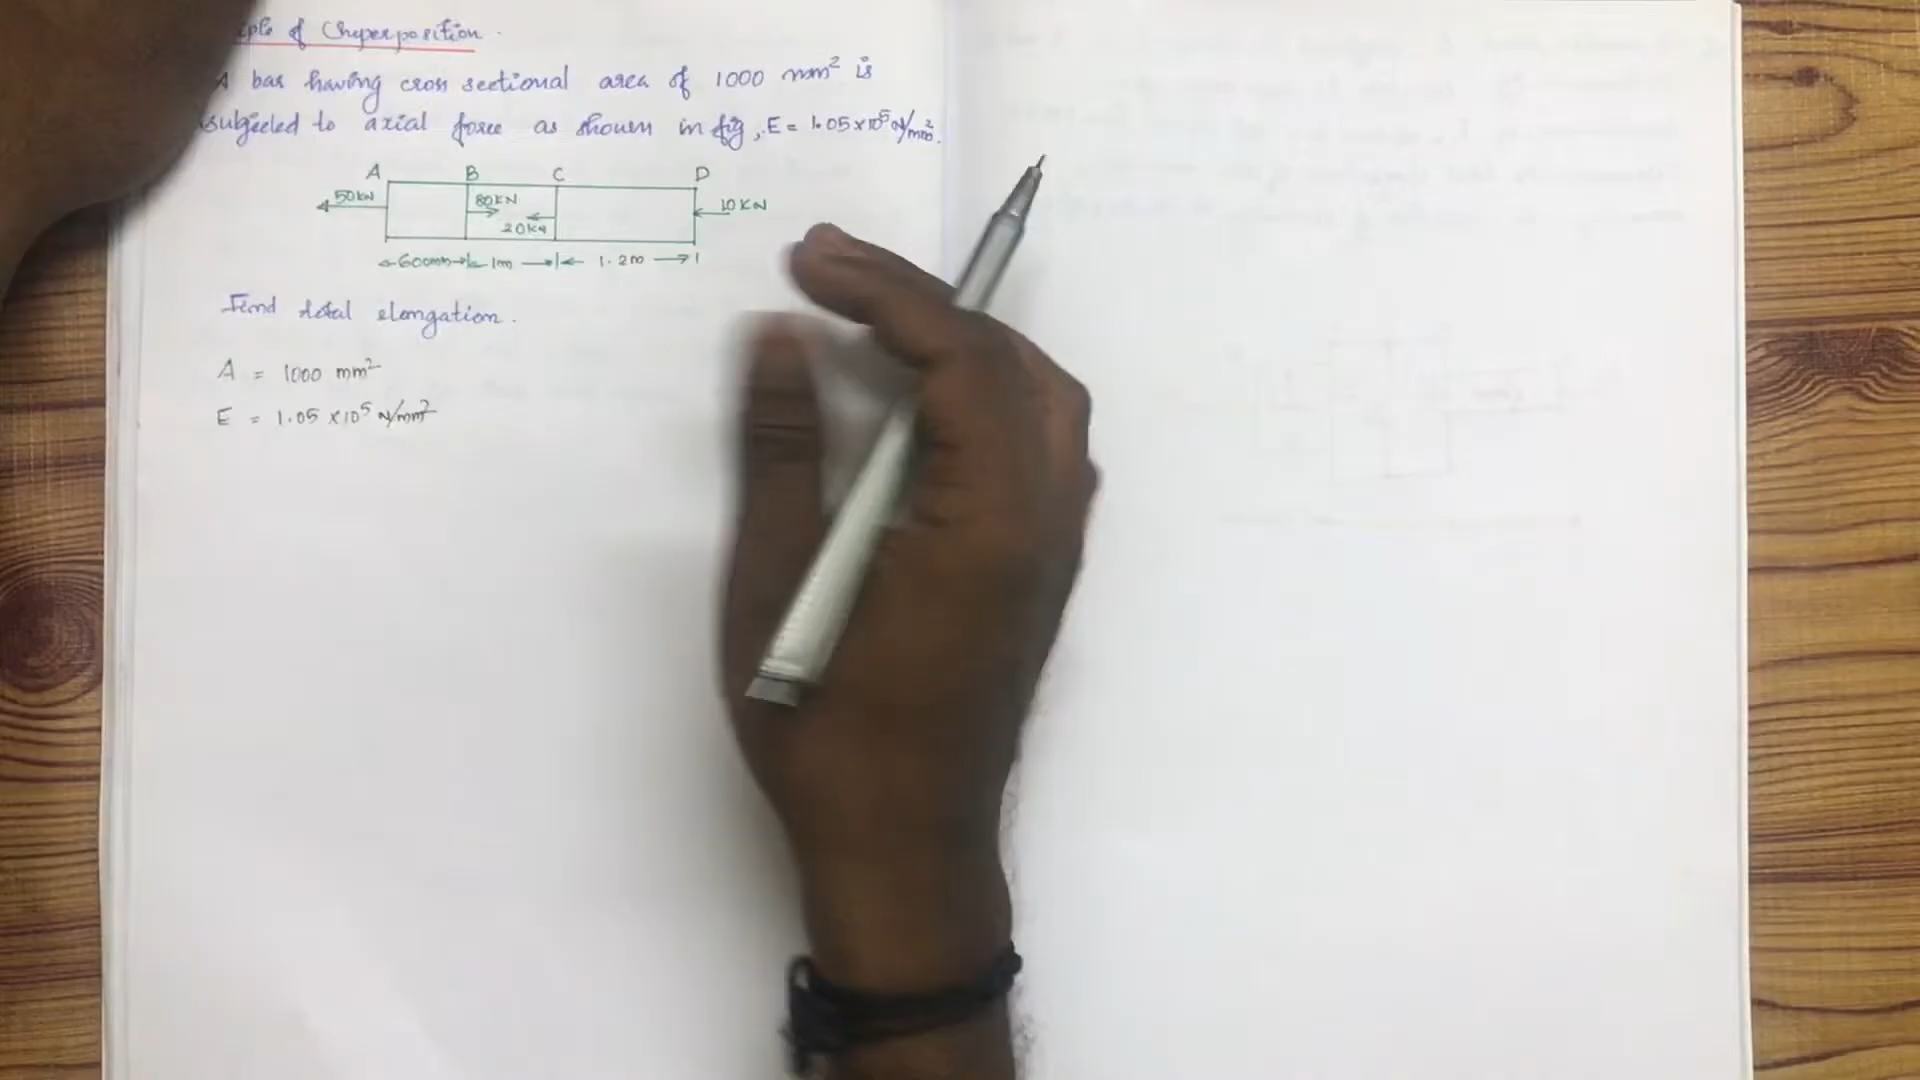 of Superposition.
A bar having cross sectional area of 1000 mm² is
subjected to axial force as shown in fig, E = 1.05×10⁵ N/mm².
A B C D
50KN 80KN 10KN
20KN
600mm 1m 1.2m
Find total elongation.
A = 1000 mm²
E = 1.05 ×10⁵ N/mm²